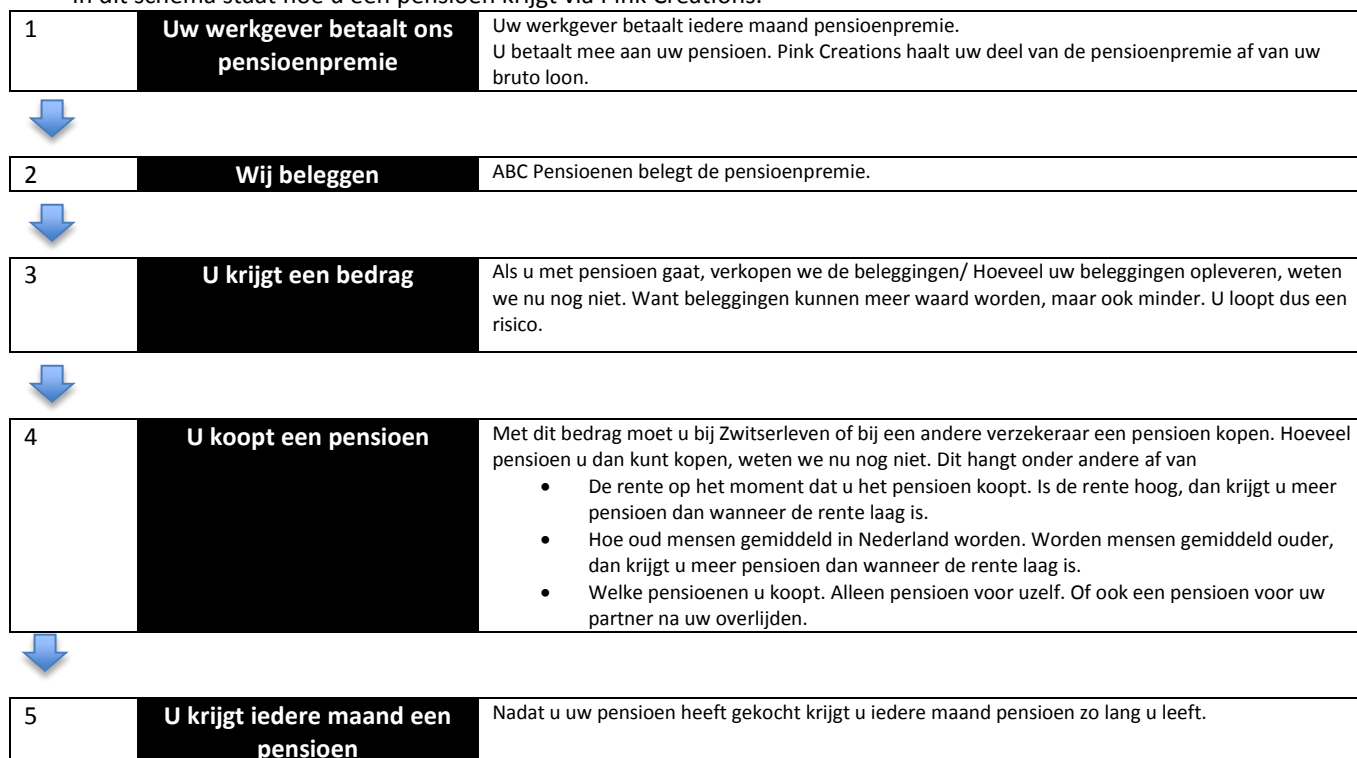 In dit schema staat hoe u een pensioen krijgt via Pink Creations.
1
Uw werkgever betaalt ons
pensioenpremie
Uw werkgever betaalt iedere maand pensioenpremie.
U betaalt mee aan uw pensioen. Pink Creations haalt uw deel van de pensioenpremie af van uw
bruto loon.
2
Wij beleggen
ABC Pensioenen belegt de pensioenpremie.
3
U krijgt een bedrag
Als u met pensioen gaat, verkopen we de beleggingen/ Hoeveel uw beleggingen opleveren, weten
we nu nog niet. Want beleggingen kunnen meer waard worden, maar ook minder. U loopt dus een
risico.
4
U koopt een pensioen
Met dit bedrag moet u bij Zwitserleven of bij een andere verzekeraar een pensioen kopen. Hoeveel
pensioen u dan kunt kopen, weten we nu nog niet. Dit hangt onder andere af van
• De rente op het moment dat u het pensioen koopt. Is de rente hoog, dan krijgt u meer
pensioen dan wanneer de rente laag is.
• Hoe oud mensen gemiddeld in Nederland worden. Worden mensen gemiddeld ouder,
dan krijgt u meer pensioen dan wanneer de rente laag is.
• Welke pensioenen u koopt. Alleen pensioen voor uzelf. Of ook een pensioen voor uw
partner na uw overlijden.
5
U krijgt iedere maand een
pensioen
Nadat u uw pensioen heeft gekocht krijgt u iedere maand pensioen zo lang u leeft.